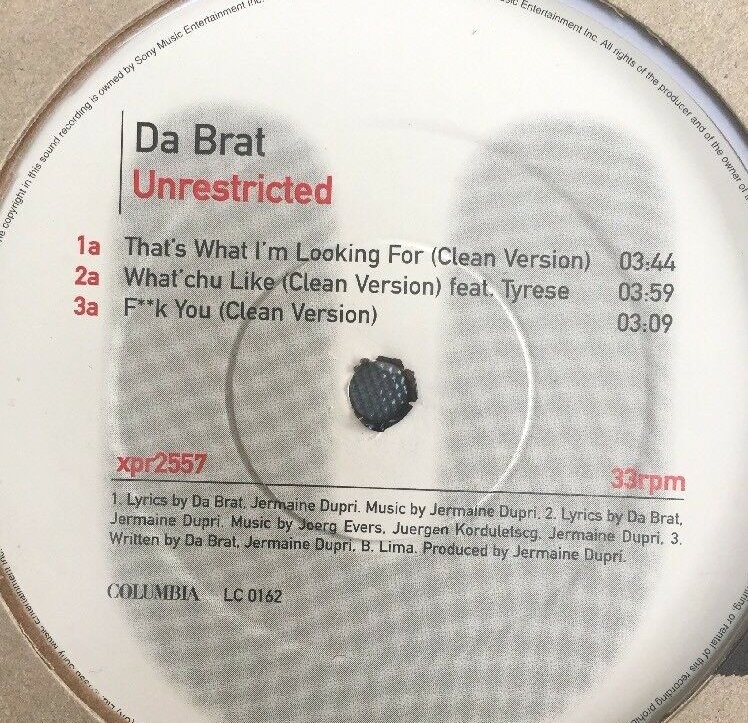 copyright in this sound recording is owned by Sony Music Entertainment Inc.
Music Entertainment Inc. All rights of the producer and of the owner of
Da Brat
Unrestricted
1a That's What I'm Looking For (Clean Version) 03:44
2a What'chu Like (Clean Version) feat. Tyrese 03:59
3a F**k You (Clean Version) 03:09
xpr2557 33rpm
1. Lyrics by Da Brat, Jermaine Dupri. Music by Jermaine Dupri. 2. Lyrics by Da Brat,
Jermaine Dupri. Music by Joerg Evers, Juergen Korduletscg, Jermaine Dupri. 3.
Written by Da Brat, Jermaine Dupri, B. Lima. Produced by Jermaine Dupri.
COLUMBIA LC 0162
or rental of this recording